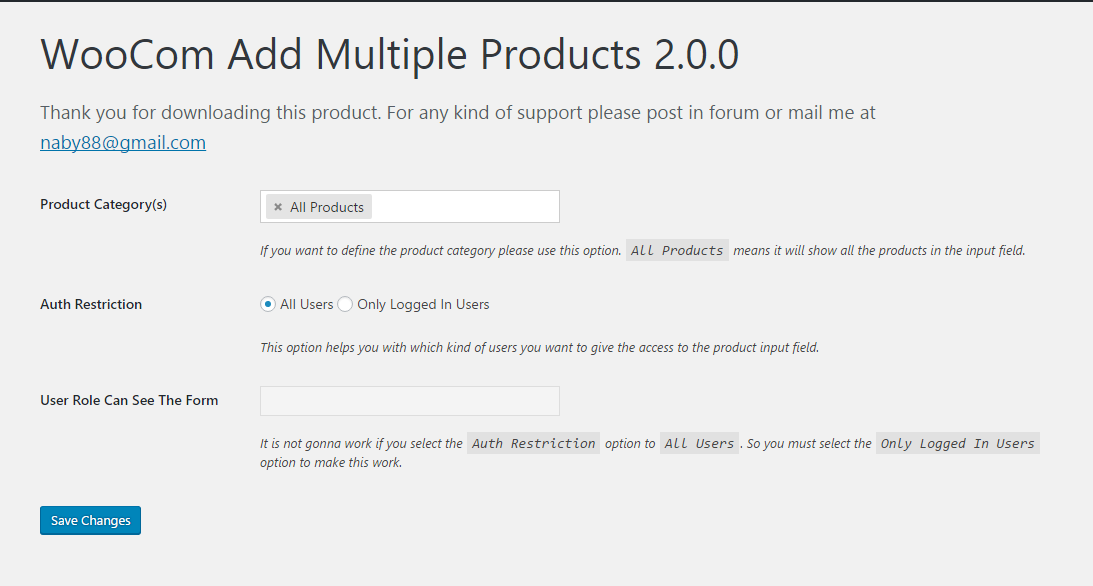 WooCom Add Multiple Products 2.0.0
Thank you for downloading this product. For any kind of support please post in forum or mail me at
naby88@gmail.com
Product Category(s)
× All Products
If you want to define the product category please use this option. All Products means it will show all the products in the input field.
Auth Restriction
All Users Only Logged In Users
This option helps you with which kind of users you want to give the access to the product input field.
User Role Can See The Form
It is not gonna work if you select the Auth Restriction option to All Users . So you must select the Only Logged In Users
option to make this work.
Save Changes